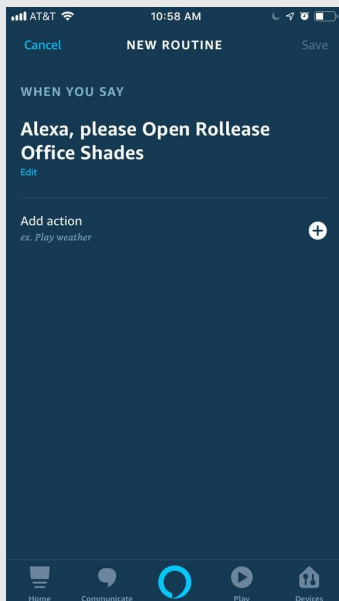 AT&T 10:58 AM
Cancel NEW ROUTINE Save
WHEN YOU SAY
Alexa, please Open Rollease
Office Shades
Edit
Add action
ex. Play weather
Home Communicate Play Devices